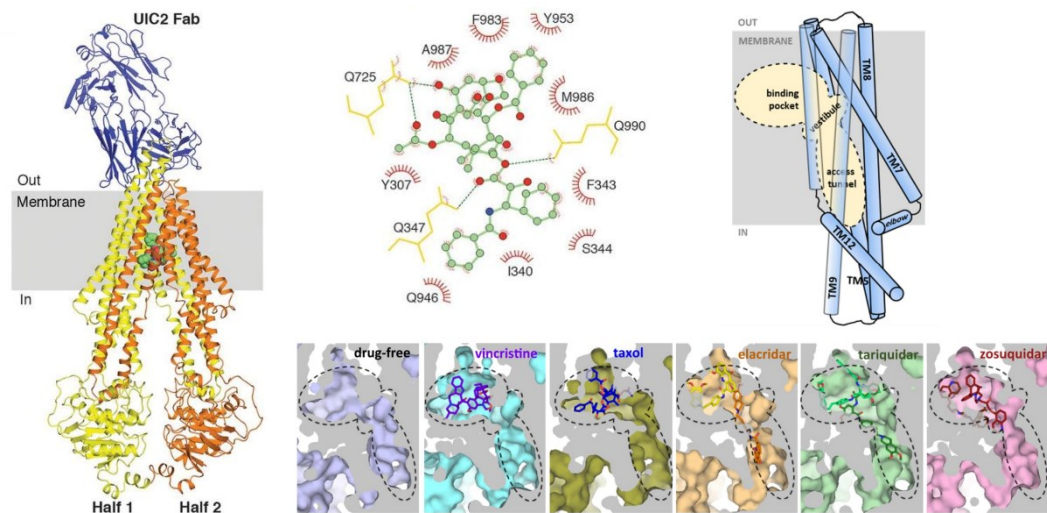 UIC2 Fab
Out
Membrane
In
Half 1
Half 2
F983
Y953
A987
Q725
M986
Q990
Y307
F343
Q347
S344
I340
Q946
OUT
MEMBRANE
binding
pocket
vestibule
TM8
TM7
access
tunnel
elbow
IN
TM12
TM9
TM5
drug-free
vincristine
taxol
elacridar
tariquidar
zosuquidar